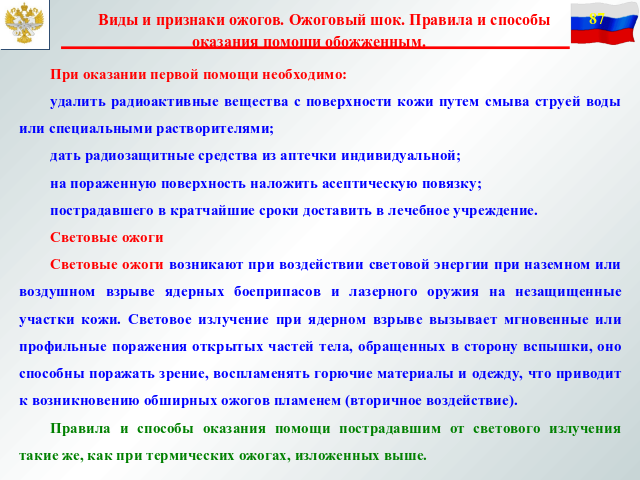 Виды и признаки ожогов. Ожоговый шок. Правила и способы
оказания помощи обожженным.
87
При оказании первой помощи необходимо:
удалить радиоактивные вещества с поверхности кожи путем смыва струей воды
или специальными растворителями;
дать радиозащитные средства из аптечки индивидуальной;
на пораженную поверхность наложить асептическую повязку;
пострадавшего в кратчайшие сроки доставить в лечебное учреждение.
Световые ожоги
Световые ожоги возникают при воздействии световой энергии при наземном или
воздушном взрыве ядерных боеприпасов и лазерного оружия на незащищенные
участки кожи. Световое излучение при ядерном взрыве вызывает мгновенные или
профильные поражения открытых частей тела, обращенных в сторону вспышки, оно
способны поражать зрение, воспламенять горючие материалы и одежду, что приводит
к возникновению обширных ожогов пламенем (вторичное воздействие).
Правила и способы оказания помощи пострадавшим от светового излучения
такие же, как при термических ожогах, изложенных выше.